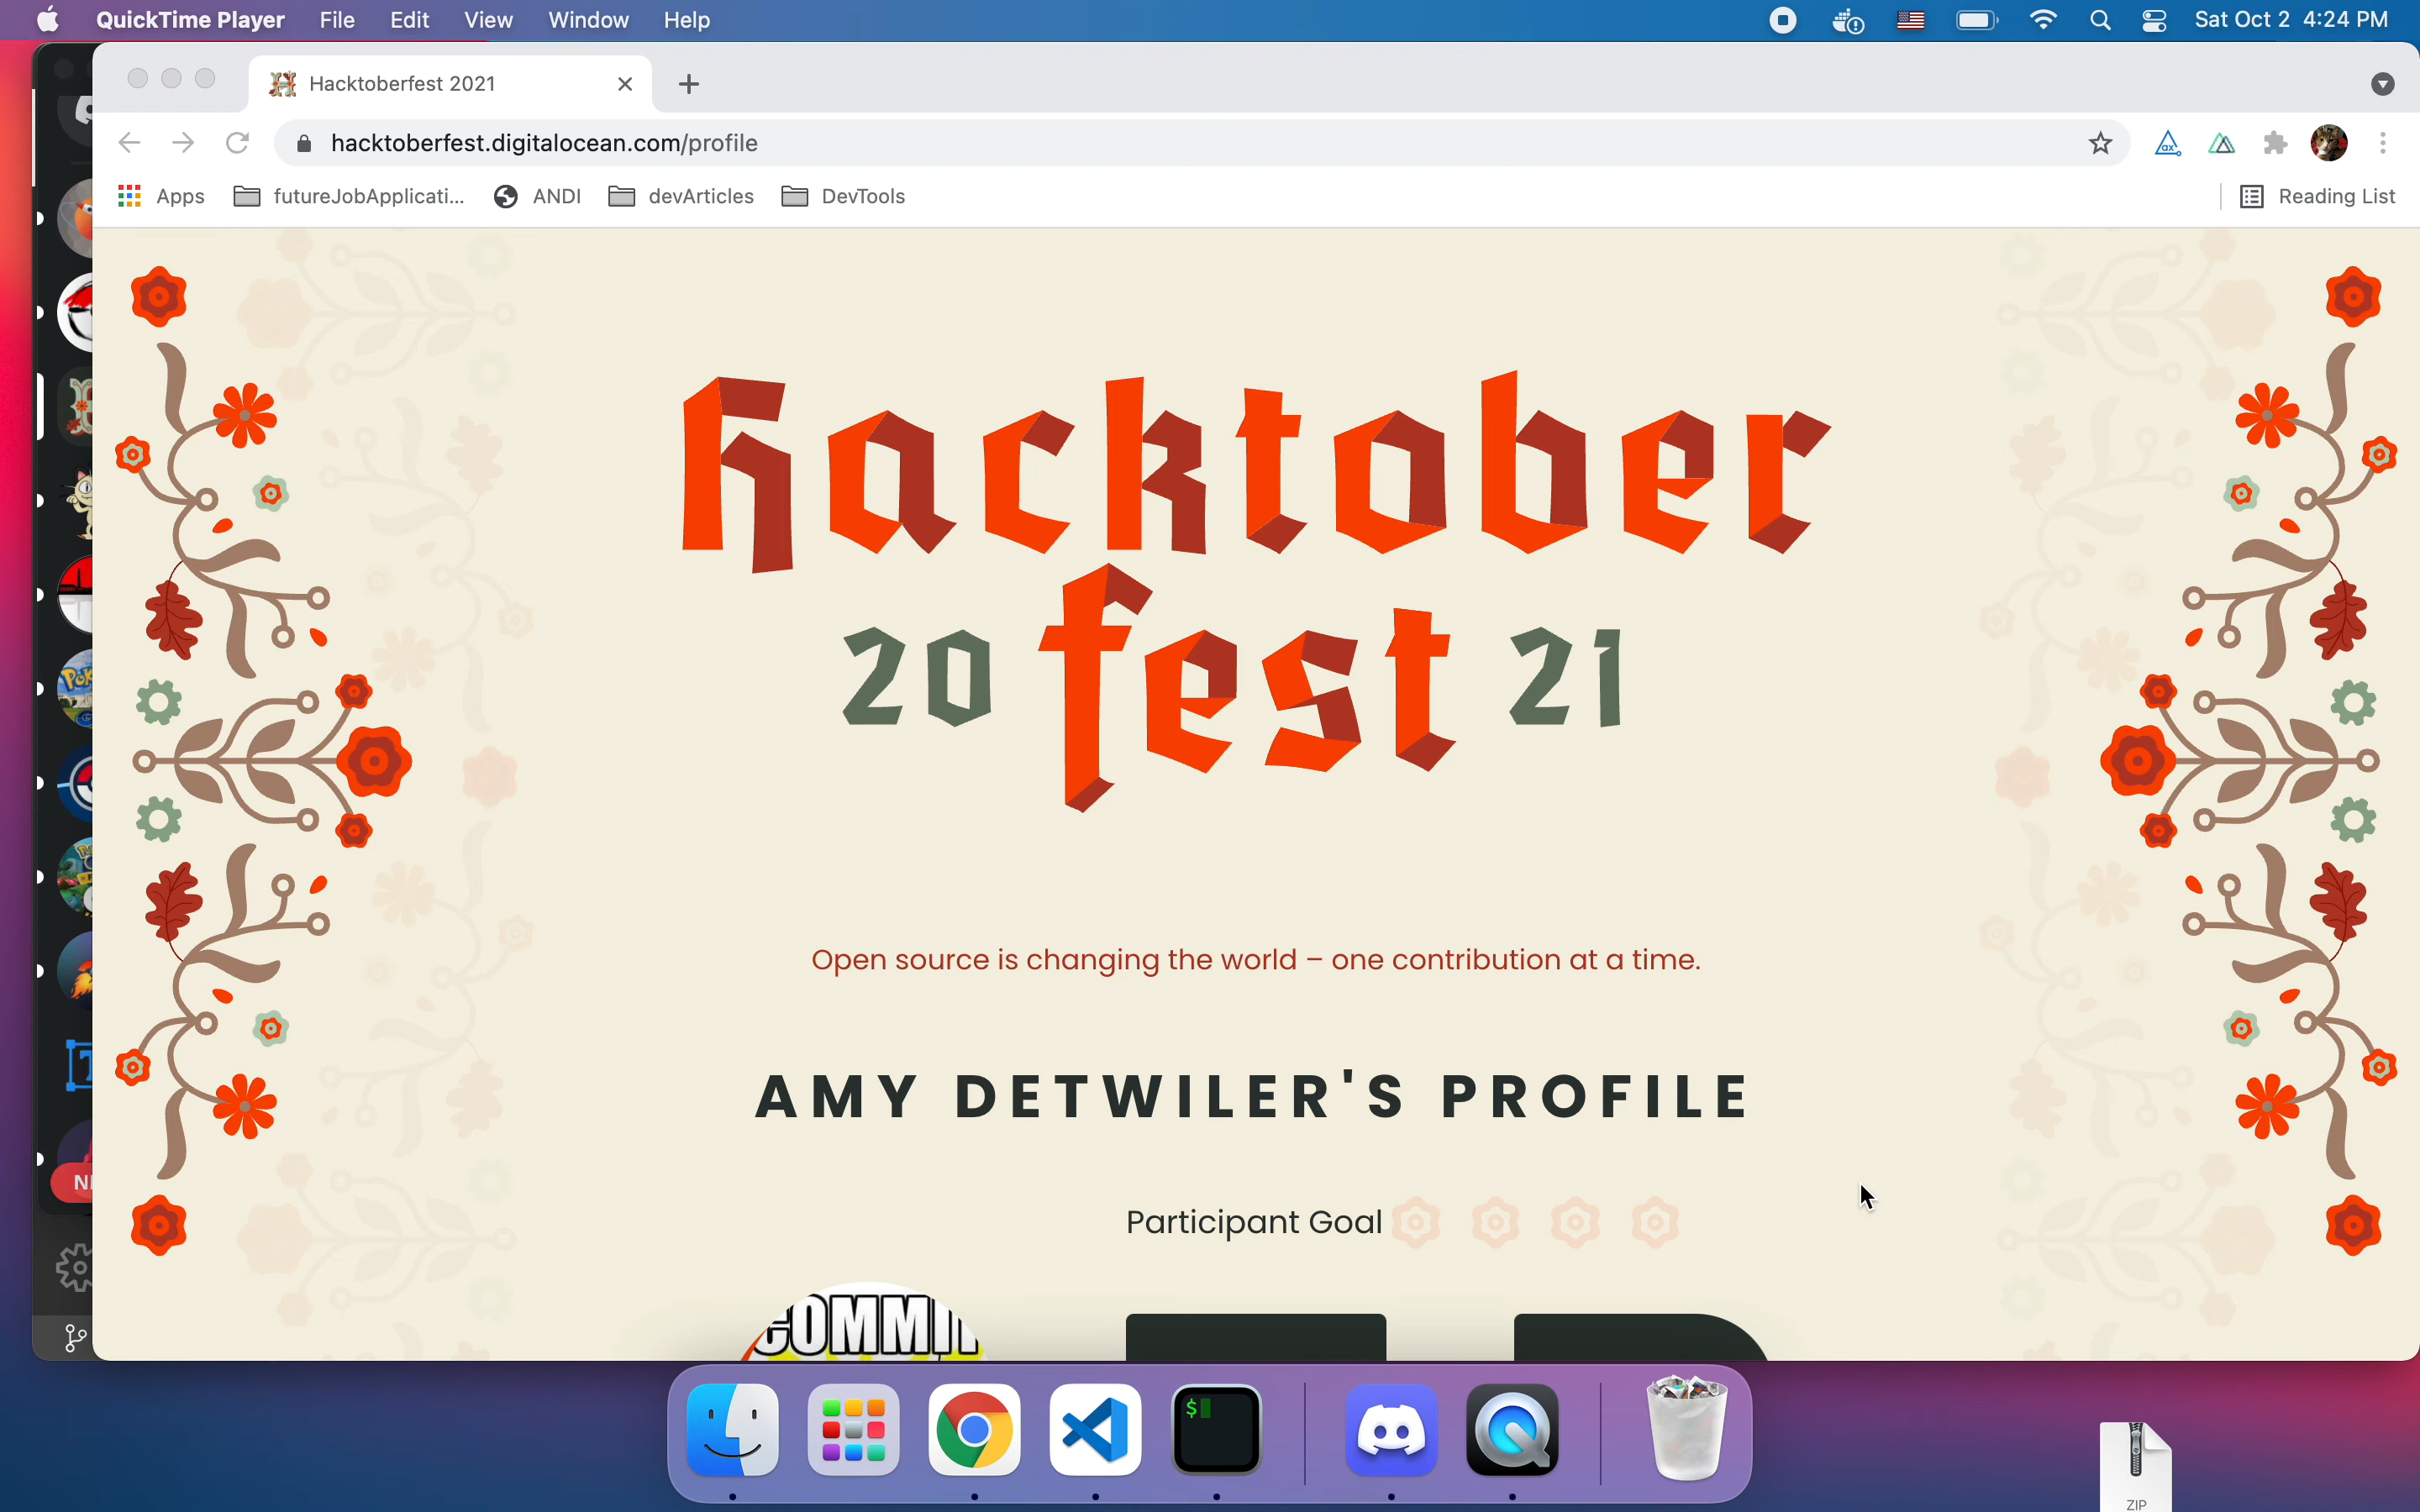 QuickTime Player File Edit View Window Help Sat Oct 2 4:24 PM
Hacktoberfest 2021
hacktoberfest.digitalocean.com/profile
Apps futureJobApplicati... ANDI devArticles DevTools Reading List
hacktober
20 fest 21
Open source is changing the world – one contribution at a time.
AMY DETWILER'S PROFILE
Participant Goal
$
ZIP